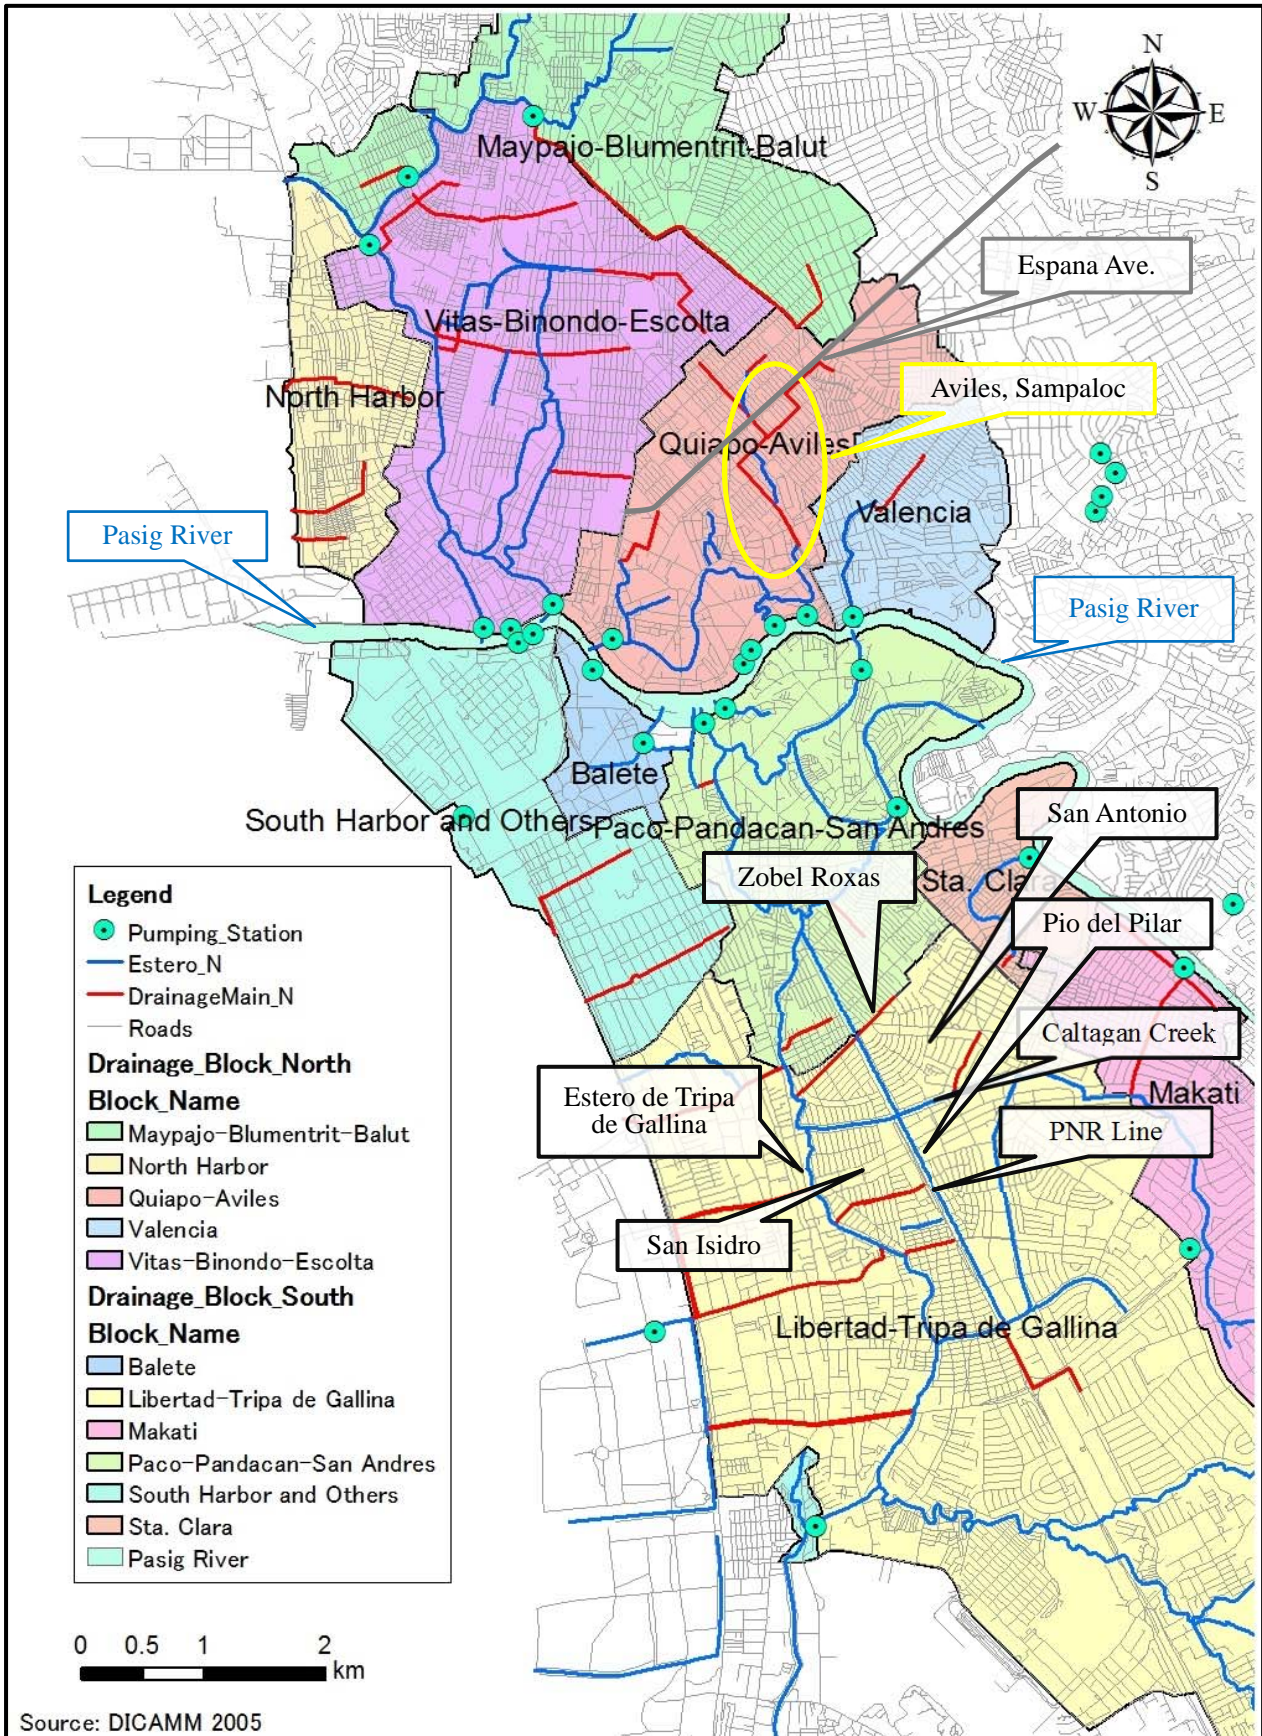 N
W
E
S
Maypajo-Blumentrit-Balut
Espana Ave.
Vitas-Binondo-Escolta
Aviles, Sampaloc
North Harbor
Quiapo-Aviles
Valencia
Pasig River
Pasig River
Balete
San Antonio
South Harbor and Others
Paco-Pandacan-San Andres
Zobel Roxas
Sta. Clara
Pio del Pilar
Caltagan Creek
Makati
Estero de Tripa
de Gallina
PNR Line
San Isidro
Libertad-Tripa de Gallina
Legend
Pumping_Station
Estero_N
DrainageMain_N
Roads
Drainage_Block_North
Block_Name
Maypajo-Blumentrit-Balut
North Harbor
Quiapo-Aviles
Valencia
Vitas-Binondo-Escolta
Drainage_Block_South
Block_Name
Balete
Libertad-Tripa de Gallina
Makati
Paco-Pandacan-San Andres
South Harbor and Others
Sta. Clara
Pasig River
0 0.5 1 2
km
Source: DICAMM 2005